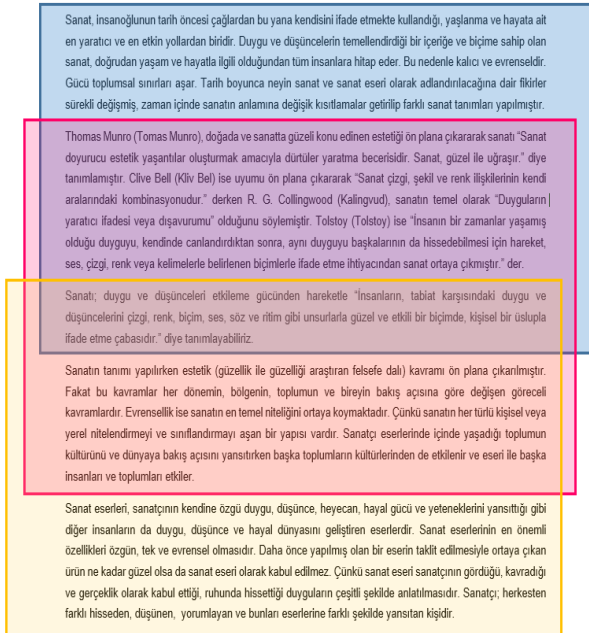 Sanat, insanoğlunun tarih öncesi çağlardan bu yana kendisini ifade etmekte kullandığı, yaşlanma ve hayata ait
en yaratıcı ve en etkin yollardan biridir. Duygu ve düşüncelerin temellendirdiği bir içeriğe ve biçime sahip olan
sanat, doğrudan yaşam ve hayatla ilgili olduğundan tüm insanlara hitap eder. Bu nedenle kalıcı ve evrenseldir.
Gücü toplumsal sınırları aşar. Tarih boyunca neyin sanat ve sanat eseri olarak adlandırılacağına dair fikirler
sürekli değişmiş, zaman içinde sanatın anlamına değişik kısıtlamalar getirilip farklı sanat tanımları yapılmıştır.
Thomas Munro (Tomas Munro), doğada ve sanatta güzeli konu edinen estetiği ön plana çıkararak sanatı “Sanat
doyurucu estetik yaşantılar oluşturmak amacıyla dürtüler yaratma becerisidir. Sanat, güzel ile uğraşır.” diye
tanımlamıştır. Clive Bell (Kliv Bel) ise uyumu ön plana çıkararak “Sanat çizgi, şekil ve renk ilişkilerinin kendi
aralarındaki kombinasyonudur.” derken R. G. Collingwood (Kalingvud), sanatın temel olarak “Duyguların
yaratıcı ifadesi veya dışavurumu” olduğunu söylemiştir. Tolstoy (Tolstoy) ise “İnsanın bir zamanlar yaşamış
olduğu duyguyu, kendinde canlandırdıktan sonra, aynı duyguyu başkalarının da hissedebilmesi için hareket,
ses, çizgi, renk veya kelimelerle belirlenen biçimlerle ifade etme ihtiyacından sanat ortaya çıkmıştır.” der.
Sanatı; duygu ve düşünceleri etkileme gücünden hareketle “İnsanların, tabiat karşısındaki duygu ve
düşüncelerini çizgi, renk, biçim, ses, söz ve ritim gibi unsurlarla güzel ve etkili bir biçimde, kişisel bir üslupla
ifade etme çabasıdır.” diye tanımlayabiliriz.
Sanatın tanımı yapılırken estetik (güzellik ile güzelliği araştıran felsefe dalı) kavramı ön plana çıkarılmıştır.
Fakat bu kavramlar her dönemin, bölgenin, toplumun ve bireyin bakış açısına göre değişen göreceli
kavramlardır. Evrensellik ise sanatın en temel niteliğini ortaya koymaktadır. Çünkü sanatın her türlü kişisel veya
yerel nitelendirmeyi ve sınıflandırmayı aşan bir yapısı vardır. Sanatçı eserlerinde içinde yaşadığı toplumun
kültürünü ve dünyaya bakış açısını yansıtırken başka toplumların kültürlerinden de etkilenir ve eseri ile başka
insanları ve toplumları etkiler.
Sanat eserleri, sanatçının kendine özgü duygu, düşünce, heyecan, hayal gücü ve yeteneklerini yansıttığı gibi
diğer insanların da duygu, düşünce ve hayal dünyasını geliştiren eserlerdir. Sanat eserlerinin en önemli
özellikleri özgün, tek ve evrensel olmasıdır. Daha önce yapılmış olan bir eserin taklit edilmesiyle ortaya çıkan
ürün ne kadar güzel olsa da sanat eseri olarak kabul edilmez. Çünkü sanat eseri sanatçının gördüğü, kavradığı
ve gerçeklik olarak kabul ettiği, ruhunda hissettiği duyguların çeşitli şekilde anlatılmasıdır. Sanatçı; herkesten
farklı hisseden, düşünen, yorumlayan ve bunları eserlerine farklı şekilde yansıtan kişidir.